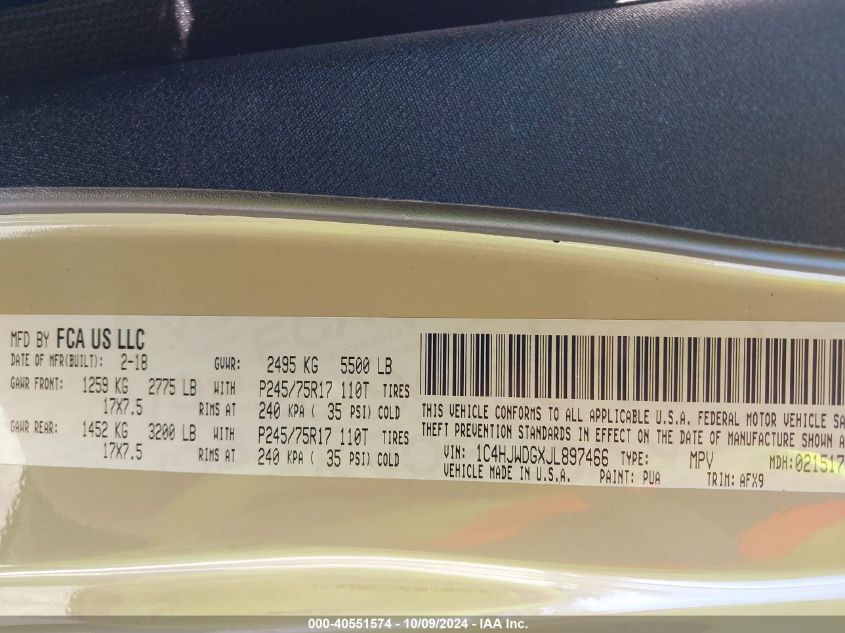 MFD BY FCA US LLC
DATE OF MFR(BUILT): 2-18 GVWR: 2495 KG 5500 LB
GAWR FRONT: 1259 KG 2775 LB WITH P245/75R17 110T TIRES
17X7.5 RIMS AT 240 KPA ( 35 PSI) COLD
GAWR REAR: 1452 KG 3200 LB WITH P245/75R17 110T TIRES
17X7.5 RIMS AT 240 KPA ( 35 PSI) COLD
THIS VEHICLE CONFORMS TO ALL APPLICABLE U.S.A. FEDERAL MOTOR VEHICLE SA
THEFT PREVENTION STANDARDS IN EFFECT ON THE DATE OF MANUFACTURE SHOWN A
VIN: 1C4HJWDGXJL897466 TYPE: MPV MDH:021517
VEHICLE MADE IN U.S.A. PAINT: PUA TRIM: AFX9
000-40551574 / 10/09/2024 - IAA Inc.